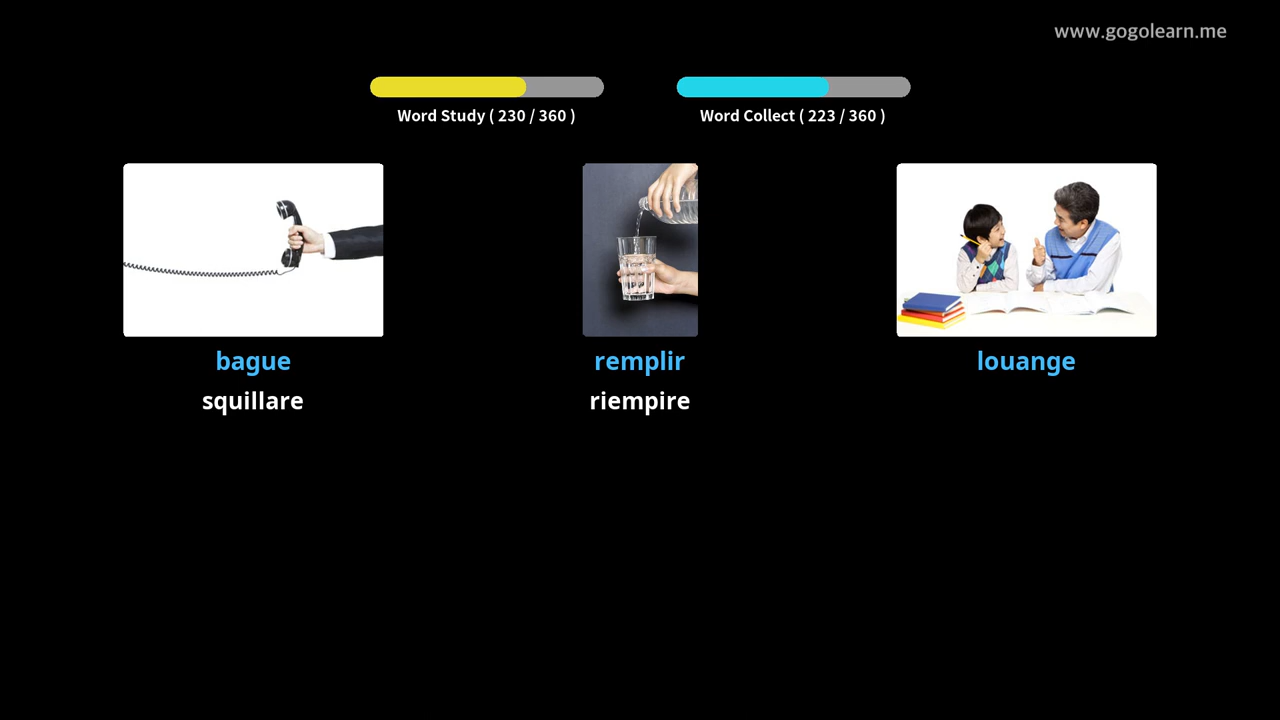 www.gogolearn.me
Word Study ( 230 / 360 )
Word Collect ( 223 / 360 )
bague
remplir
louange
squillare
riempire